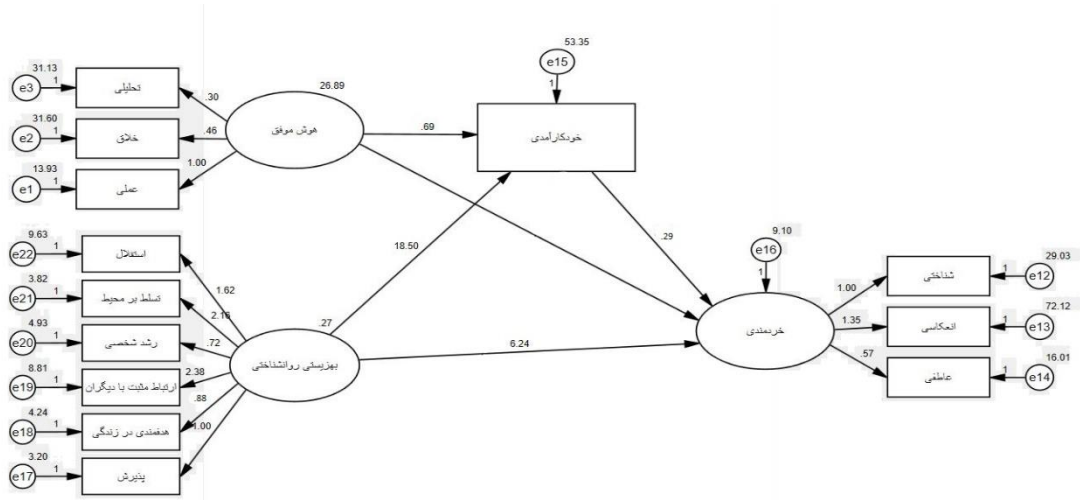 53.35
e15
1
31.13
e3
1
تحلیلی
.30
26.89
هوش موفق
.69
خودکارآمدی
31.60
e2
1
خلاق
.46
13.93
e1
1
عملی
1.00
9.63
e22
1
استقلال
1.62
18.50
.29
9.10
e16
1
3.82
e21
1
تسلط بر محیط
2.16
4.93
e20
1
رشد شخصی
.72
.27
بهزیستی روانشناختی
6.24
خردمندی
1.00
شناختی
1
29.03
e12
1.35
انعکاسی
1
72.12
e13
.57
عاطفی
1
16.01
e14
8.81
e19
1
ارتباط مثبت با دیگران
2.38
4.24
e18
1
هدفمندی در زندگی
.88
3.20
e17
1
پذیرش
1.00